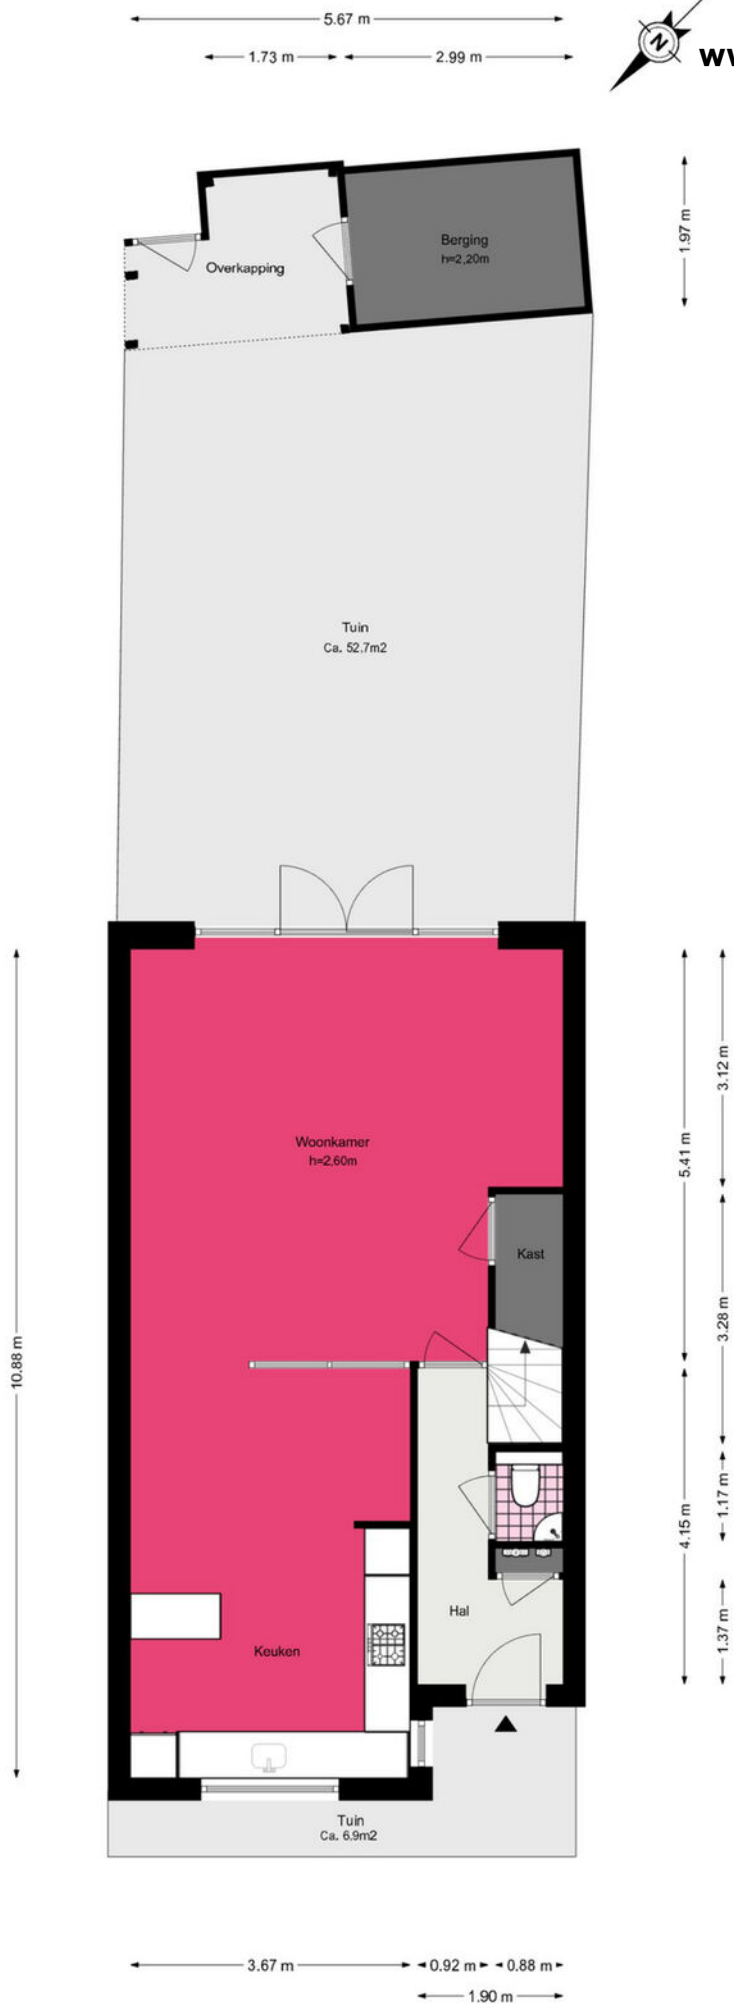 5.67 m
1.73 m
2.99 m
N
1.97 m
Berging
h=2,20m
Overkapping
Tuin
Ca. 52.7m2
3.12 m
5.41 m
Woonkamer
h=2,60m
Kast
3.28 m
10.88 m
1.17 m
4.15 m
Hal
1.37 m
Keuken
Tuin
Ca. 6,9m2
3.67 m
0.92 m
0.88 m
1.90 m